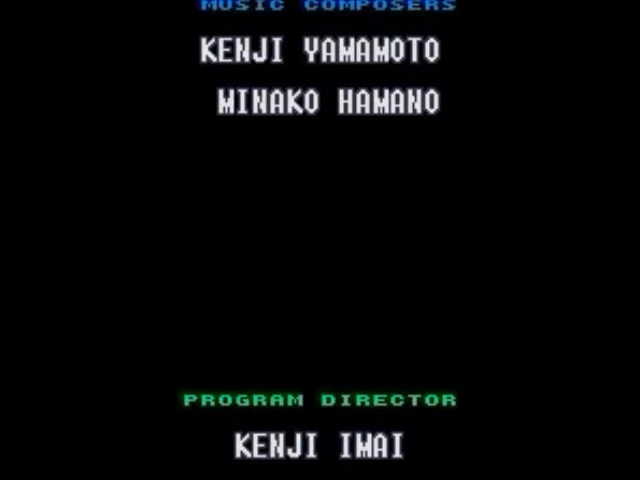 MUSIC COMPOSERS
KENJI YAMAMOTO
MINAKO HAMANO
PROGRAM DIRECTOR
KENJI IMAI